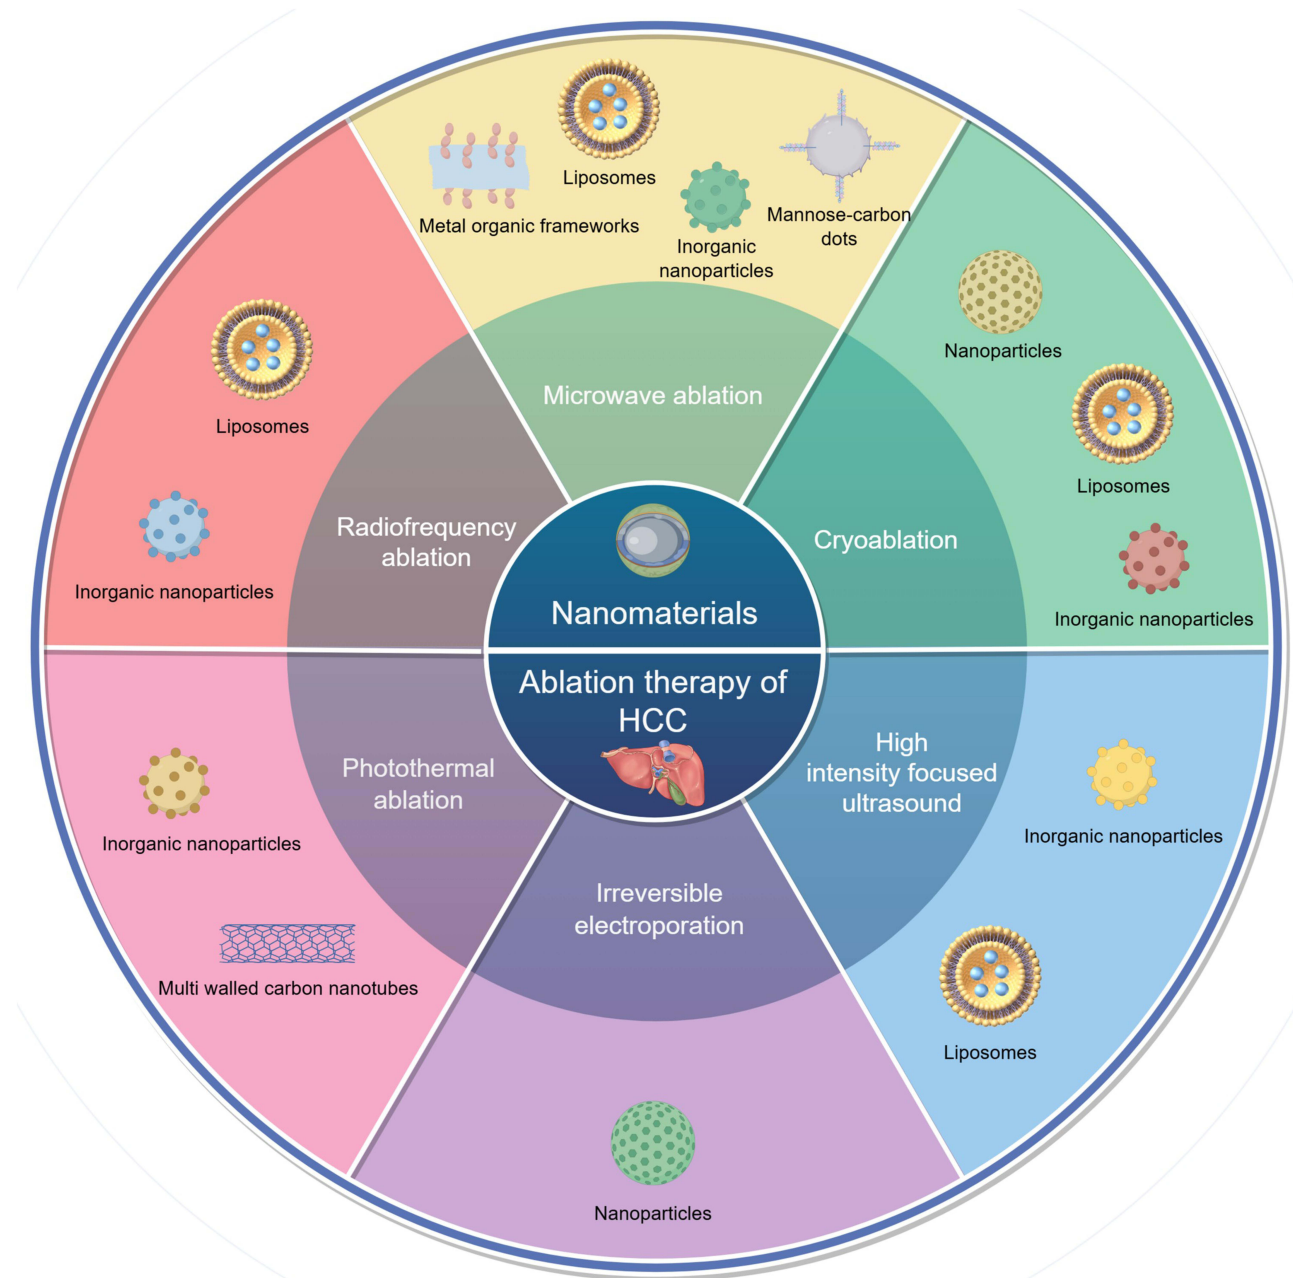 Liposomes
Metal organic frameworks
Inorganic
nanoparticles
Mannose-carbon
dots
Microwave ablation
Nanoparticles
Liposomes
Inorganic nanoparticles
Cryoablation
Liposomes
Inorganic nanoparticles
Radiofrequency
ablation
Nanomaterials
Ablation therapy of
HCC
High
intensity focused
ultrasound
Inorganic nanoparticles
Liposomes
Photothermal
ablation
Inorganic nanoparticles
Multi walled carbon nanotubes
Irreversible
electroporation
Nanoparticles